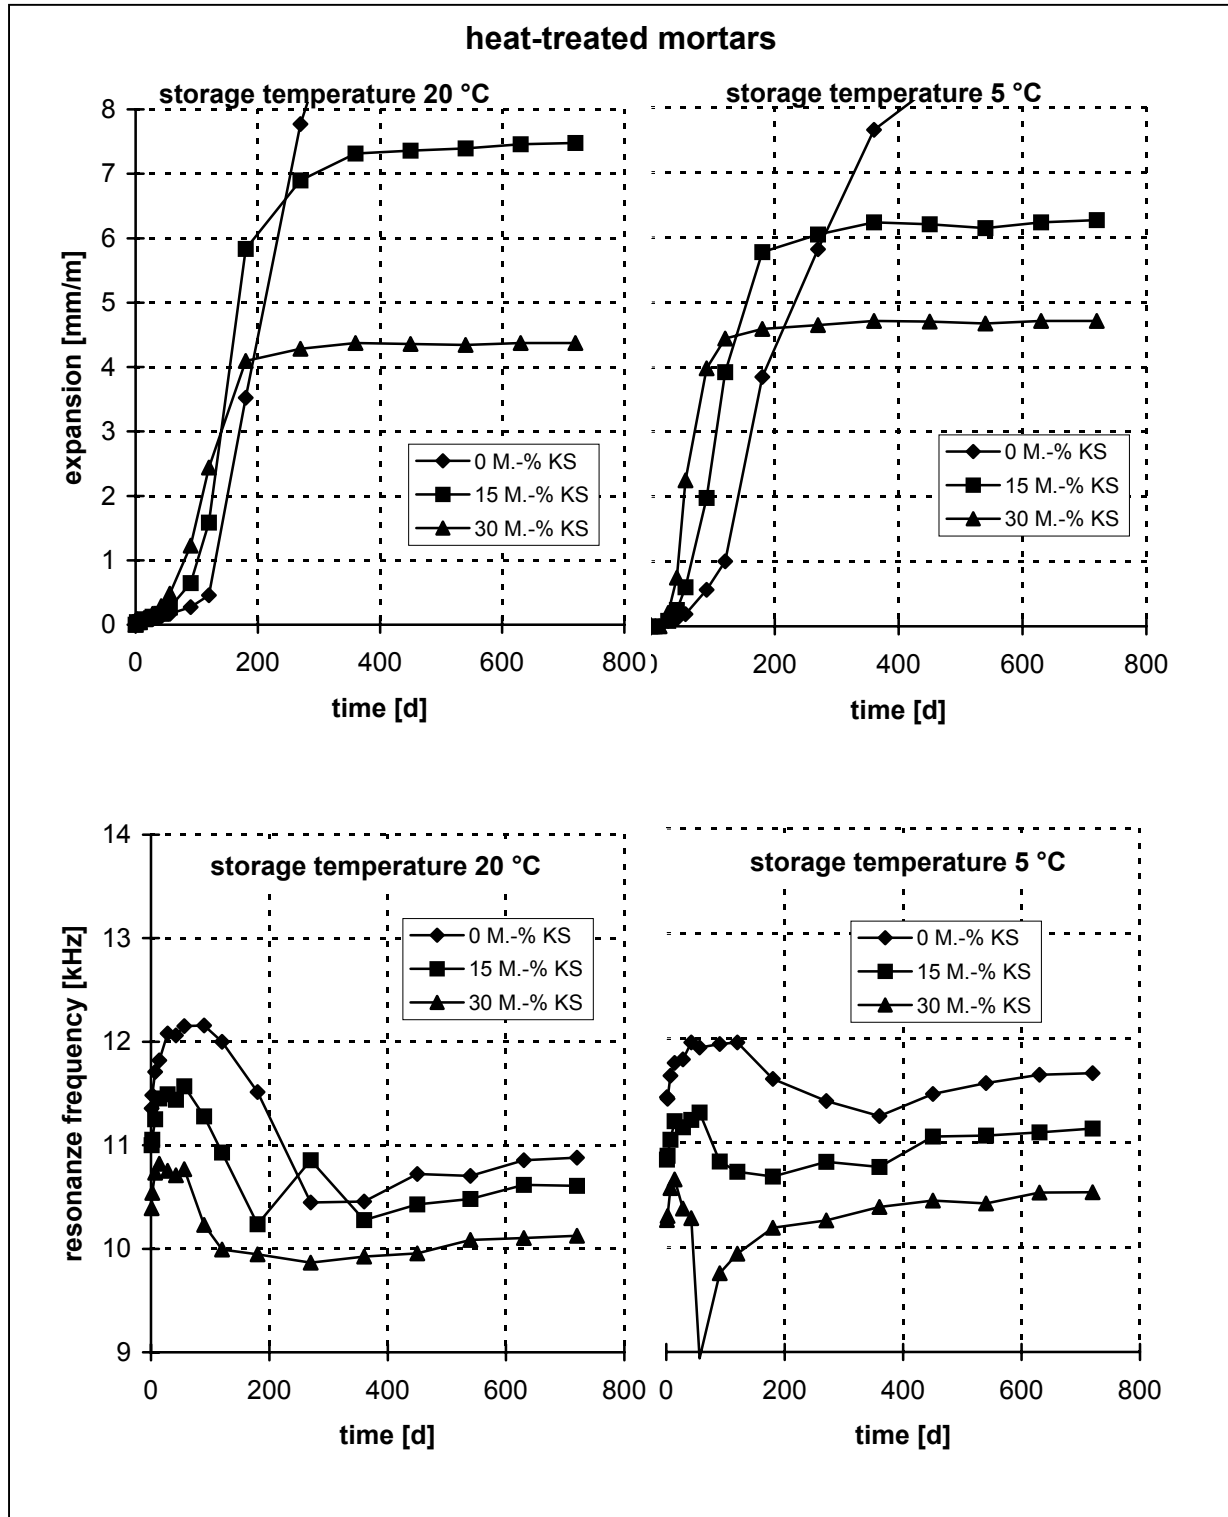 heat-treated mortars
storage temperature 20 °C
8
7
6
5
4
3
2
1
0
expansion [mm/m]
0 M.-% KS
15 M.-% KS
30 M.-% KS
0 200 400 600 800
time [d]
storage temperature 5 °C
0 M.-% KS
15 M.-% KS
30 M.-% KS
200 400 600 800
time [d]
14
13
12
11
10
9
resonanze frequency [kHz]
storage temperature 20 °C
0 M.-% KS
15 M.-% KS
30 M.-% KS
0 200 400 600 800
time [d]
storage temperature 5 °C
0 M.-% KS
15 M.-% KS
30 M.-% KS
0 200 400 600 800
time [d]